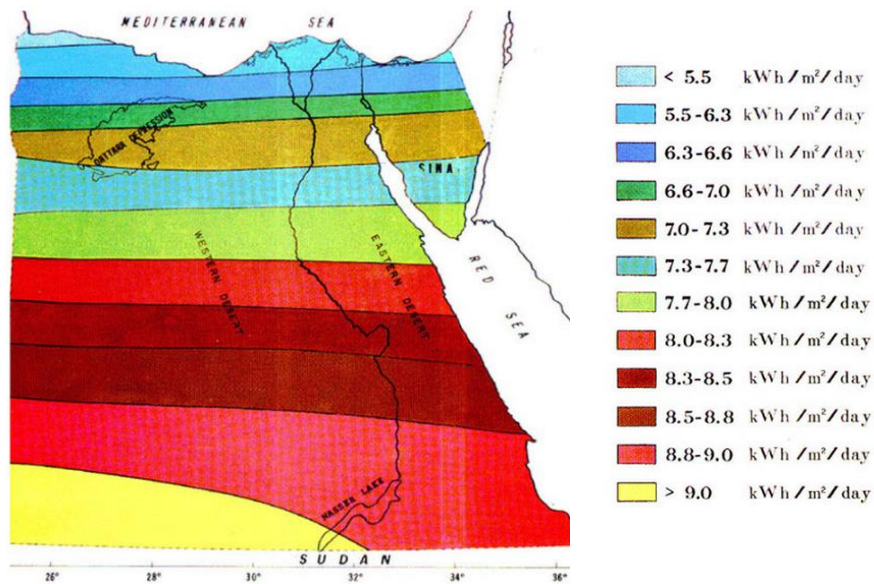 MEDITERRANEAN SEA
QATTARA DEPRESSION
SINA
WESTERN DESERT
EASTERN DESERT
RED SEA
NASSER LAKE
SUDAN
26° 28° 30° 32° 34° 36°
< 5.5 kWh/m²/day
5.5-6.3 kWh/m²/day
6.3-6.6 kWh/m²/day
6.6-7.0 kWh/m²/day
7.0-7.3 kWh/m²/day
7.3-7.7 kWh/m²/day
7.7-8.0 kWh/m²/day
8.0-8.3 kWh/m²/day
8.3-8.5 kWh/m²/day
8.5-8.8 kWh/m²/day
8.8-9.0 kWh/m²/day
> 9.0 kWh/m²/day